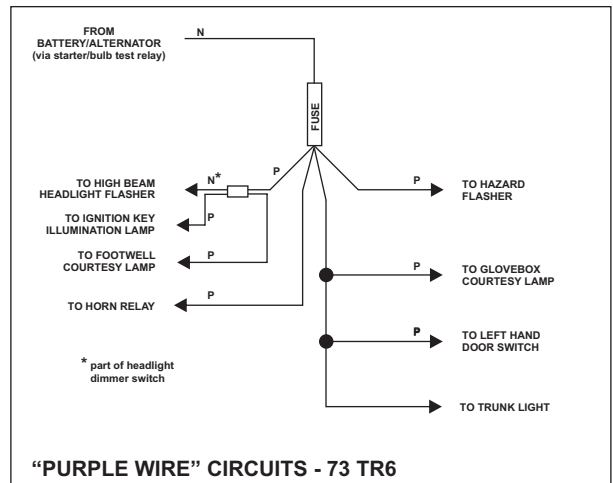 FROM
BATTERY/ALTERNATOR
(via starter/bulb test relay)
N
FUSE
P
TO HIGH BEAM
HEADLIGHT FLASHER
N*
P
TO HAZARD
FLASHER
TO IGNITION KEY
ILLUMINATION LAMP
P
TO FOOTWELL
COURTESY LAMP
P
P
TO GLOVEBOX
COURTESY LAMP
TO HORN RELAY
P
P
TO LEFT HAND
DOOR SWITCH
* part of headlight
dimmer switch
TO TRUNK LIGHT
“PURPLE WIRE” CIRCUITS - 73 TR6